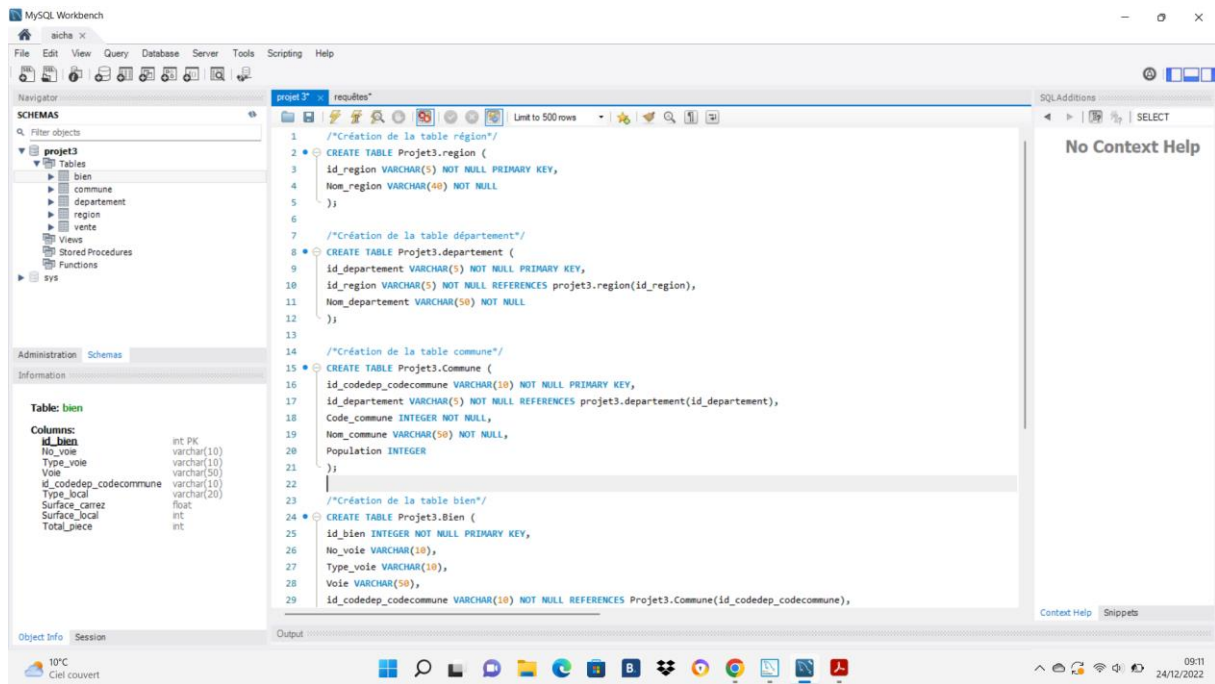 MySQL Workbench
aicha ×
File Edit View Query Database Server Tools Scripting Help
Navigator
SCHEMAS
Filter objects
projet3
Tables
bien
commune
departement
region
vente
Views
Stored Procedures
Functions
sys
Administration Schemas
Information
Table: bien
Columns:
id_bien int PK
No_voie varchar(10)
Type_voie varchar(10)
Voie varchar(50)
id_codedep_codecommune varchar(10)
Type_local varchar(20)
Surface_carrez float
Surface_local int
Total_piece int
Object Info Session
projet 3* × requêtes*
Limit to 500 rows
1 /*Création de la table région*/
2 CREATE TABLE Projet3.region (
3 id_region VARCHAR(5) NOT NULL PRIMARY KEY,
4 Nom_region VARCHAR(40) NOT NULL
5 );
6
7 /*Création de la table département*/
8 CREATE TABLE Projet3.departement (
9 id_departement VARCHAR(5) NOT NULL PRIMARY KEY,
10 id_region VARCHAR(5) NOT NULL REFERENCES projet3.region(id_region),
11 Nom_departement VARCHAR(50) NOT NULL
12 );
13
14 /*Création de la table commune*/
15 CREATE TABLE Projet3.Commune (
16 id_codedep_codecommune VARCHAR(10) NOT NULL PRIMARY KEY,
17 id_departement VARCHAR(5) NOT NULL REFERENCES projet3.departement(id_departement),
18 Code_commune INTEGER NOT NULL,
19 Nom_commune VARCHAR(50) NOT NULL,
20 Population INTEGER
21 );
22
23 /*Création de la table bien*/
24 CREATE TABLE Projet3.Bien (
25 id_bien INTEGER NOT NULL PRIMARY KEY,
26 No_voie VARCHAR(10),
27 Type_voie VARCHAR(10),
28 Voie VARCHAR(50),
29 id_codedep_codecommune VARCHAR(10) NOT NULL REFERENCES Projet3.Commune(id_codedep_codecommune),
Output
SQLAdditions
SELECT
No Context Help
Context Help Snippets
10°C
Ciel couvert
09:11
24/12/2022